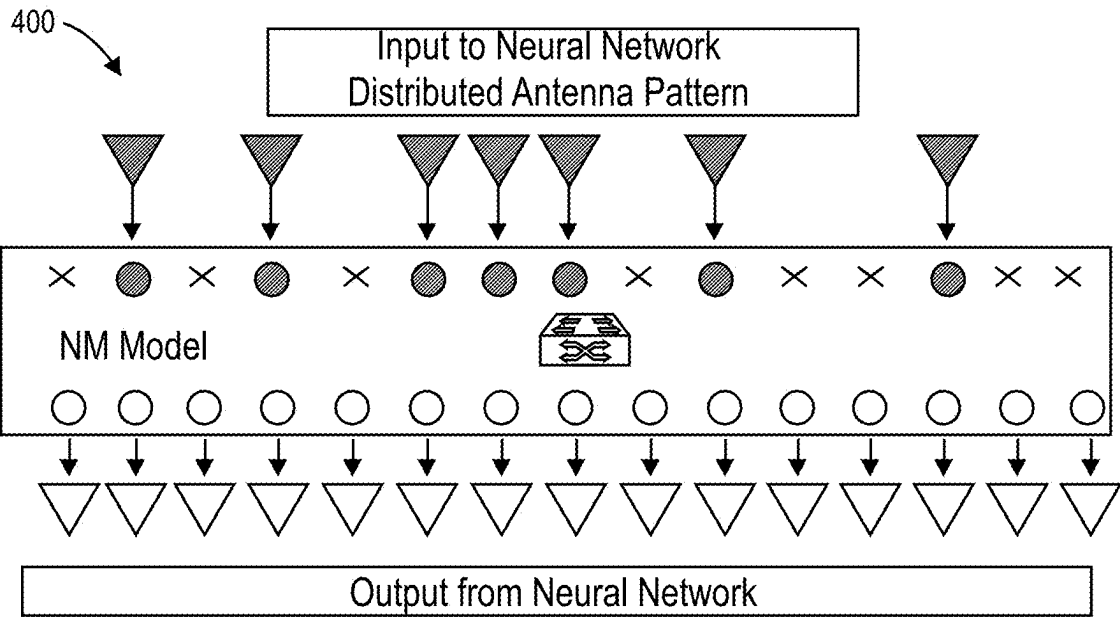 400
Input to Neural Network
Distributed Antenna Pattern
NM Model
Output from Neural Network